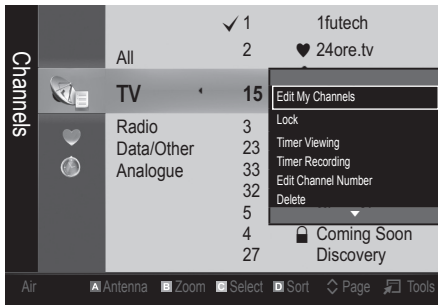 Channels
All
TV
Radio
Data/Other
Analogue
1 1futech
2 24ore.tv
15
3
23
33
32
5
4 Coming Soon
27 Discovery
Edit My Channels
Lock
Timer Viewing
Timer Recording
Edit Channel Number
Delete
Air A Antenna B Zoom C Select D Sort Page Tools